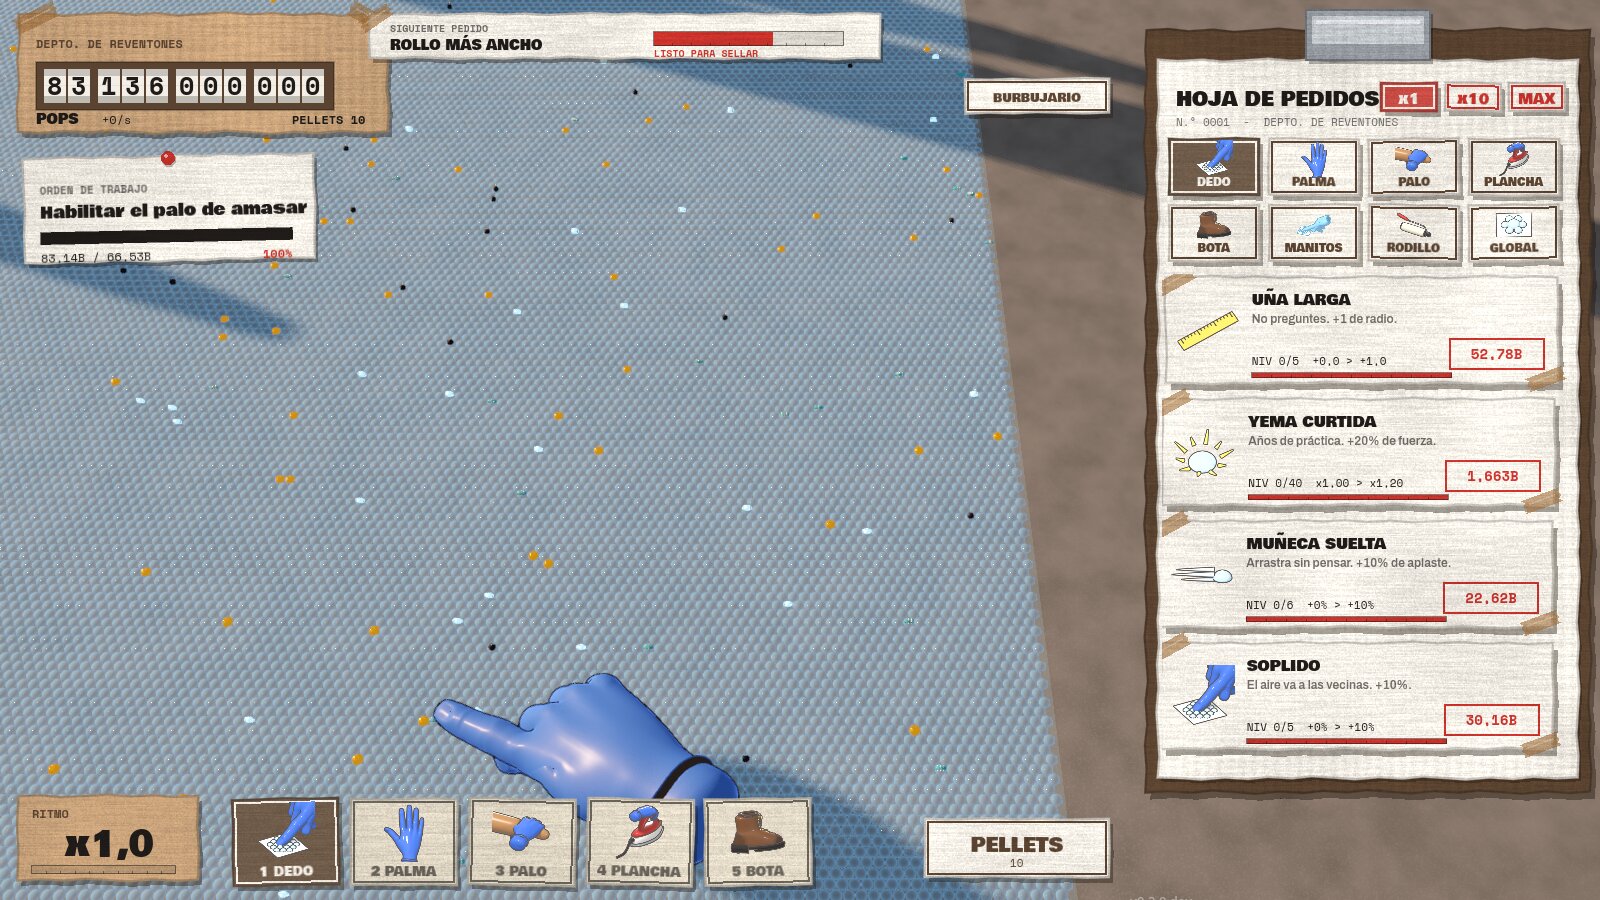 DEPTO. DE REVENTONES
83 136 000 000
POPS +0/s PELLETS 10
SIGUIENTE PEDIDO
ROLLO MÁS ANCHO
LISTO PARA SELLAR
ORDEN DE TRABAJO
Habilitar el palo de amasar
83,14B / 66,53B 100%
BURBUJARIO
HOJA DE PEDIDOS x1 x10 MAX
N.° 0001 - DEPTO. DE REVENTONES
DEDO PALMA PALO PLANCHA
BOTA MANITOS RODILLO GLOBAL
UÑA LARGA
No preguntes. +1 de radio.
NIV 0/5 +0,0 > +1,0 52,78B
YEMA CURTIDA
Años de práctica. +20% de fuerza.
NIV 0/40 x1,00 > x1,20 1,663B
MUÑECA SUELTA
Arrastra sin pensar. +10% de aplaste.
NIV 0/6 +0% > +10% 22,62B
SOPLIDO
El aire va a las vecinas. +10%.
NIV 0/5 +0% > +10% 30,16B
RITMO
x1,0
1 DEDO 2 PALMA 3 PALO 4 PLANCHA 5 BOTA
PELLETS
10